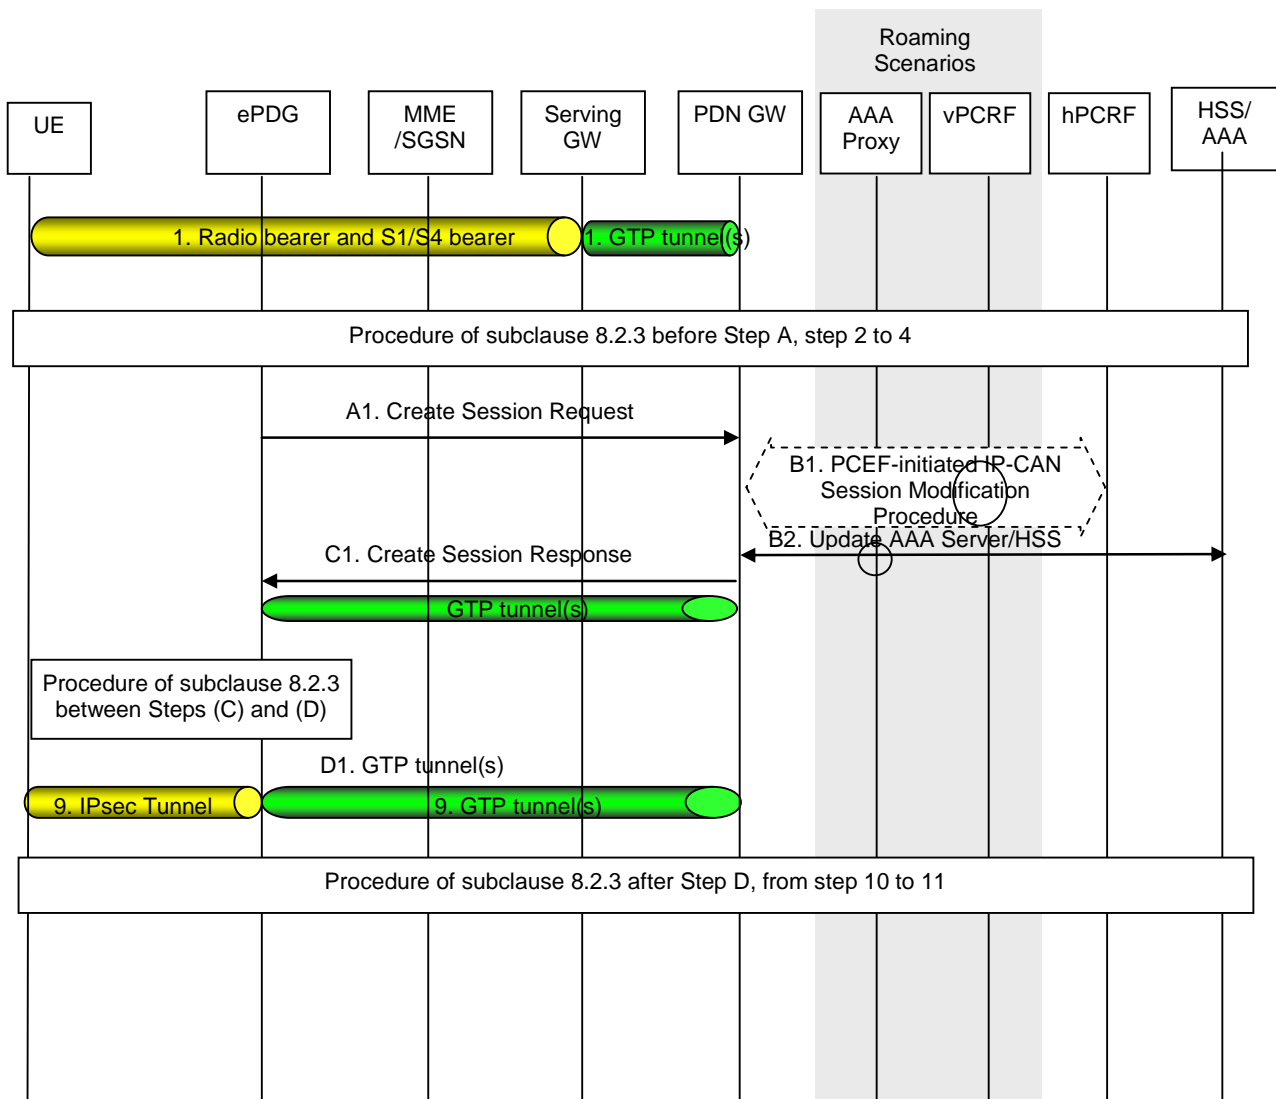 Roaming
Scenarios
UE
ePDG
MME
/SGSN
Serving
GW
PDN GW
AAA
Proxy
vPCRF
hPCRF
HSS/
AAA
1. Radio bearer and S1/S4 bearer
1. GTP tunnel(s)
Procedure of subclause 8.2.3 before Step A, step 2 to 4
A1. Create Session Request
B1. PCEF-initiated IP-CAN
Session Modification
Procedure
B2. Update AAA Server/HSS
C1. Create Session Response
GTP tunnel(s)
Procedure of subclause 8.2.3
between Steps (C) and (D)
D1. GTP tunnel(s)
9. IPsec Tunnel
9. GTP tunnel(s)
Procedure of subclause 8.2.3 after Step D, from step 10 to 11